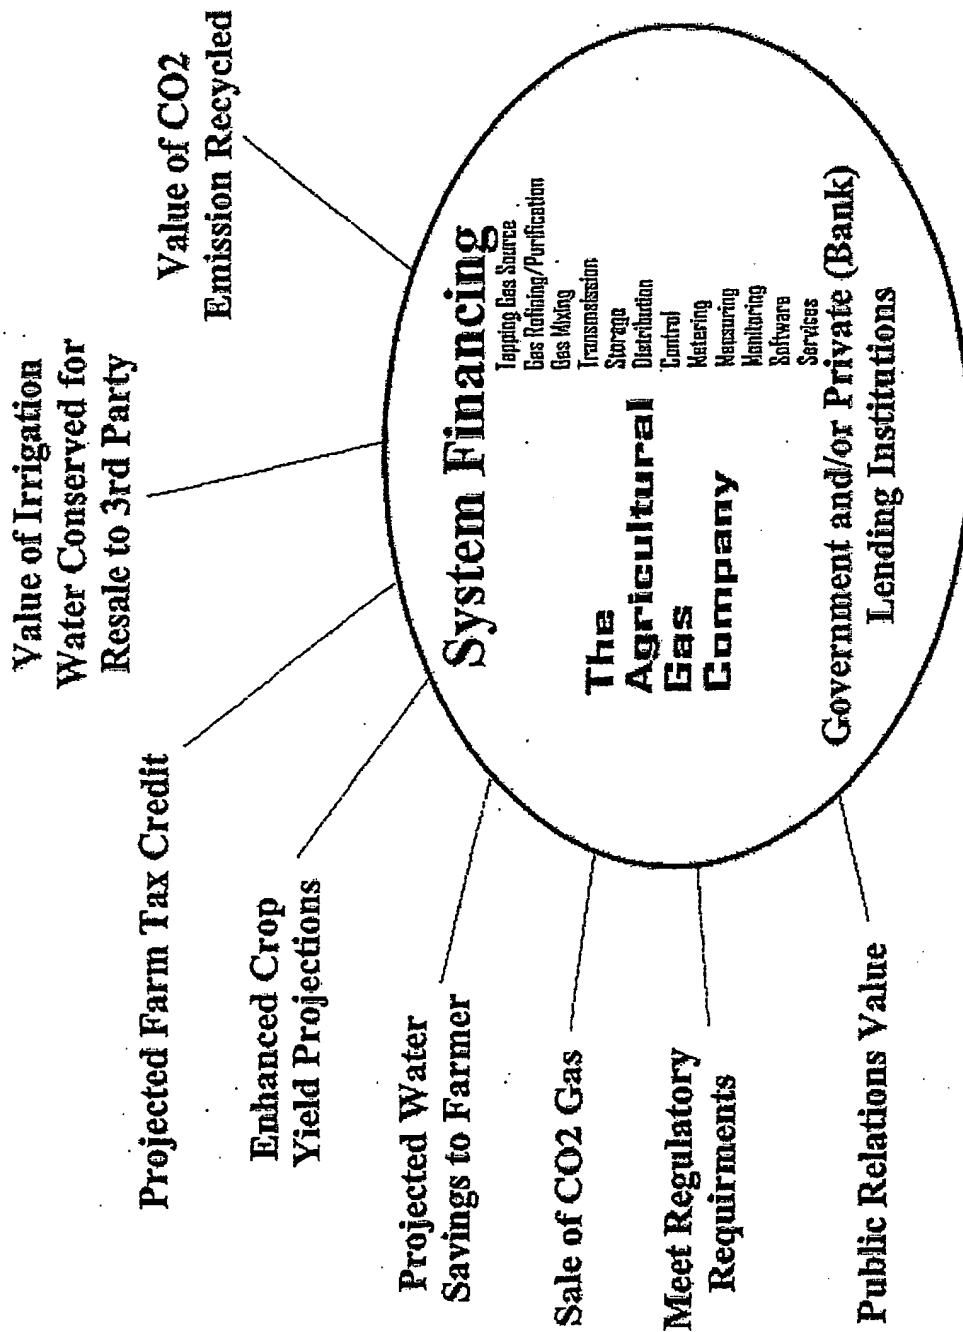 Value of CO2
Emission Recycled
Value of Irrigation
Water Conserved for
Resale to 3rd Party
Projected Farm Tax Credit
Enhanced Crop
Yield Projections
Projected Water
Savings to Farmer
Sale of CO2 Gas
Meet Regulatory
Requirments
Public Relations Value
System Financing
Tapping Gas Source
Gas Refining/Purification
Gas Mixing
Transmission
Storage
Distribution
Control
Metering
Measuring
Monitoring
Software
Services
The
Agricultural
Gas
Company
Government and/or Private (Bank)
Lending Institutions